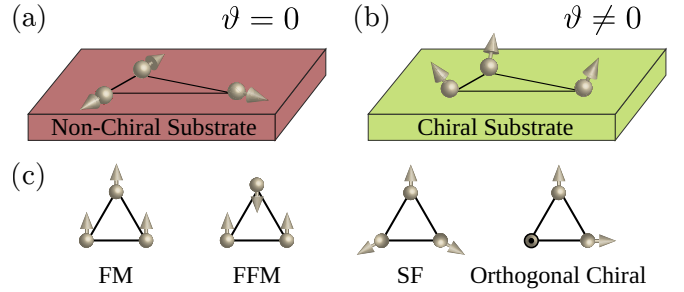 (a) ϑ = 0
(b) ϑ ≠ 0
Non-Chiral Substrate
Chiral Substrate
(c)
FM
FFM
SF
Orthogonal Chiral